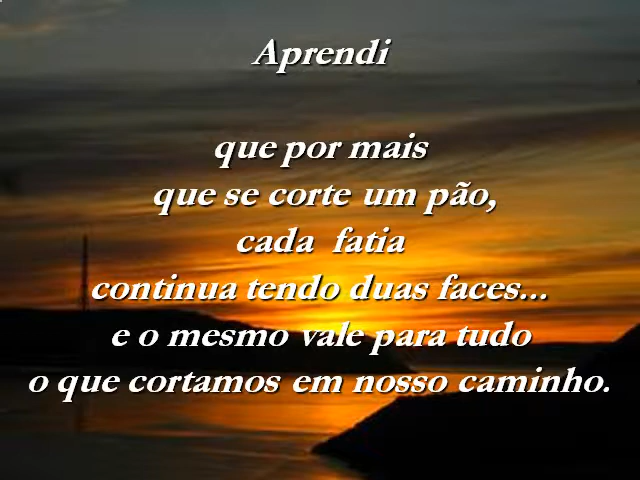 Aprendi
que por mais
que se corte um pão,
cada fatia
continua tendo duas faces...
e o mesmo vale para tudo
o que cortamos em nosso caminho.